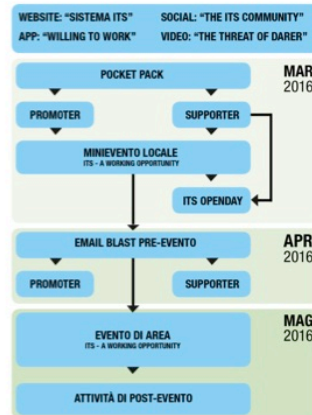 WEBSITE: “SISTEMA ITS”
SOCIAL: “THE ITS COMMUNITY”
APP: “WILLING TO WORK”
VIDEO: “THE THREAT OF DARER”
MAR
2016
POCKET PACK
PROMOTER
SUPPORTER
MINIEVENTO LOCALE
ITS - A WORKING OPPORTUNITY
ITS OPENDAY
APR
2016
EMAIL BLAST PRE-EVENTO
PROMOTER
SUPPORTER
MAG
2016
EVENTO DI AREA
ITS - A WORKING OPPORTUNITY
ATTIVITÀ DI POST-EVENTO